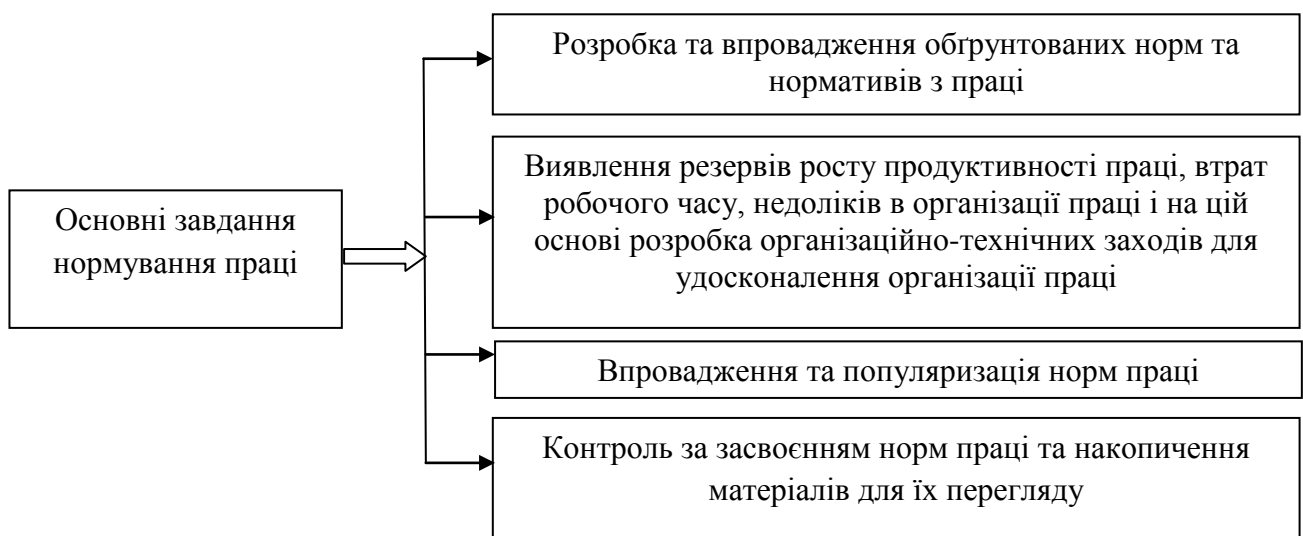 Основні завдання
нормування праці
Розробка та впровадження обґрунтованих норм та
нормативів з праці
Виявлення резервів росту продуктивності праці, втрат
робочого часу, недоліків в організації праці і на цій
основі розробка організаційно-технічних заходів для
удосконалення організації праці
Впровадження та популяризація норм праці
Контроль за засвоєнням норм праці та накопичення
матеріалів для їх перегляду